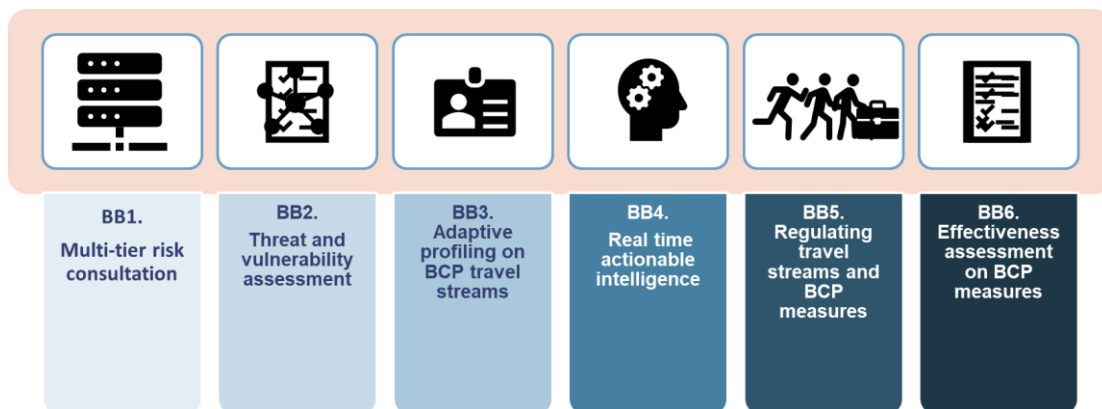 BB1.
Multi-tier risk
consultation
BB2.
Threat and
vulnerability
assessment
BB3.
Adaptive
profiling on
BCP travel
streams
BB4.
Real time
actionable
intelligence
BB5.
Regulating
travel
streams and
BCP
measures
BB6.
Effectiveness
assessment
on BCP
measures